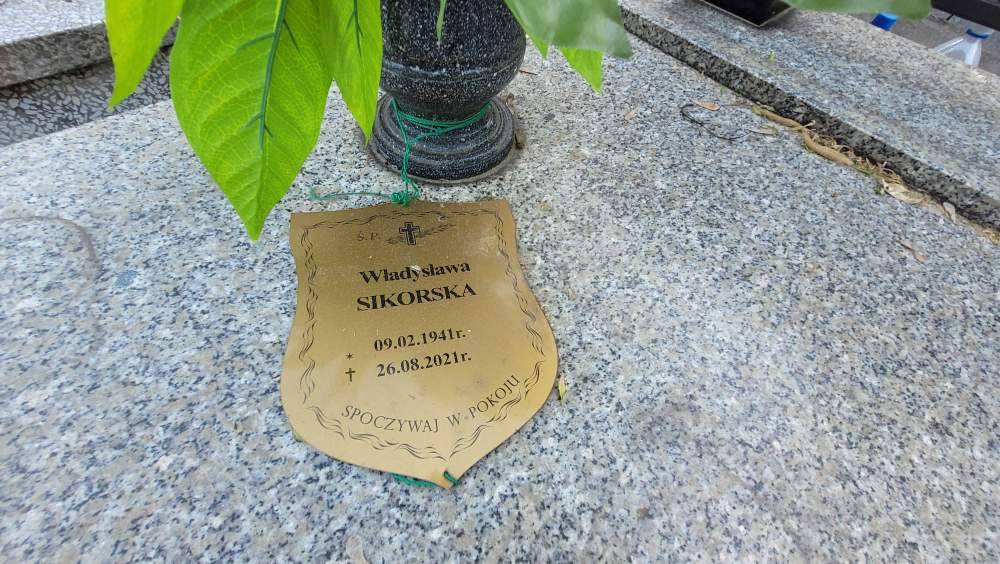 Ś.P.
Władysława
SIKORSKA
* 09.02.1941r.
† 26.08.2021r.
SPOCZYWAJ W POKOJU